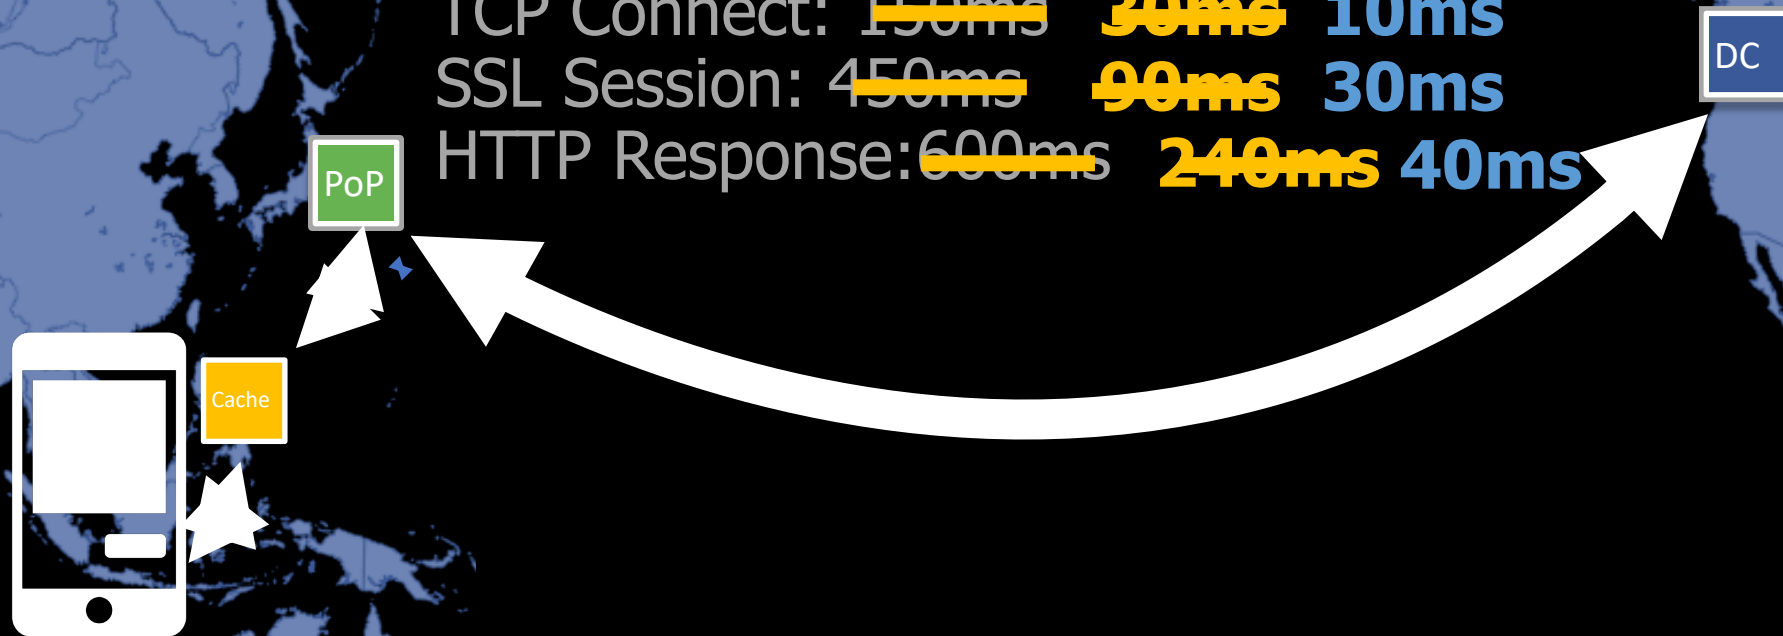 TCP Connect: 150ms 30ms 10ms
DC
SSL Session: 450ms 90ms 30ms
HTTP Response:600ms 240ms 40ms
PoP
Cache